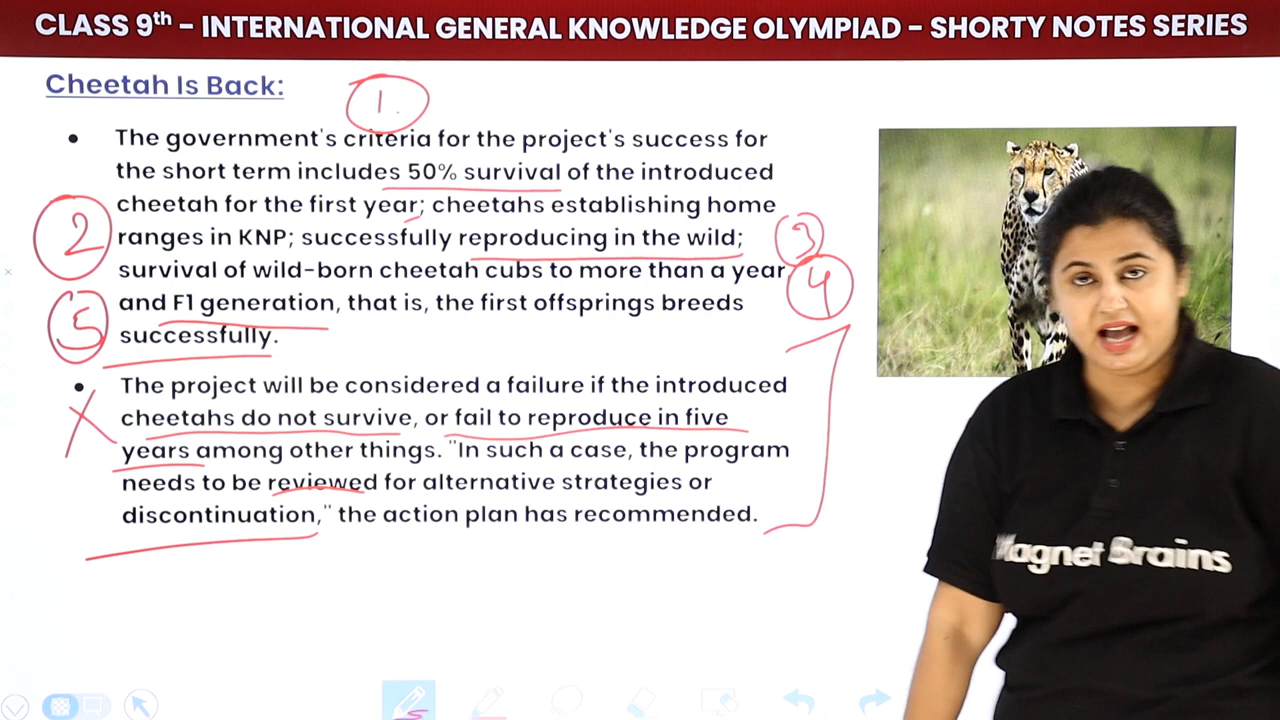 CLASS 9th – INTERNATIONAL GENERAL KNOWLEDGE OLYMPIAD – SHORTY NOTES SERIES
Cheetah Is Back:
1.
• The government's criteria for the project's success for
the short term includes 50% survival of the introduced
cheetah for the first year; cheetahs establishing home
2 ranges in KNP; successfully reproducing in the wild; 3
survival of wild-born cheetah cubs to more than a year 4
5 and F1 generation, that is, the first offsprings breeds
successfully.
• The project will be considered a failure if the introduced
cheetahs do not survive, or fail to reproduce in five
years among other things. "In such a case, the program
needs to be reviewed for alternative strategies or
discontinuation," the action plan has recommended.
Magnet Brains